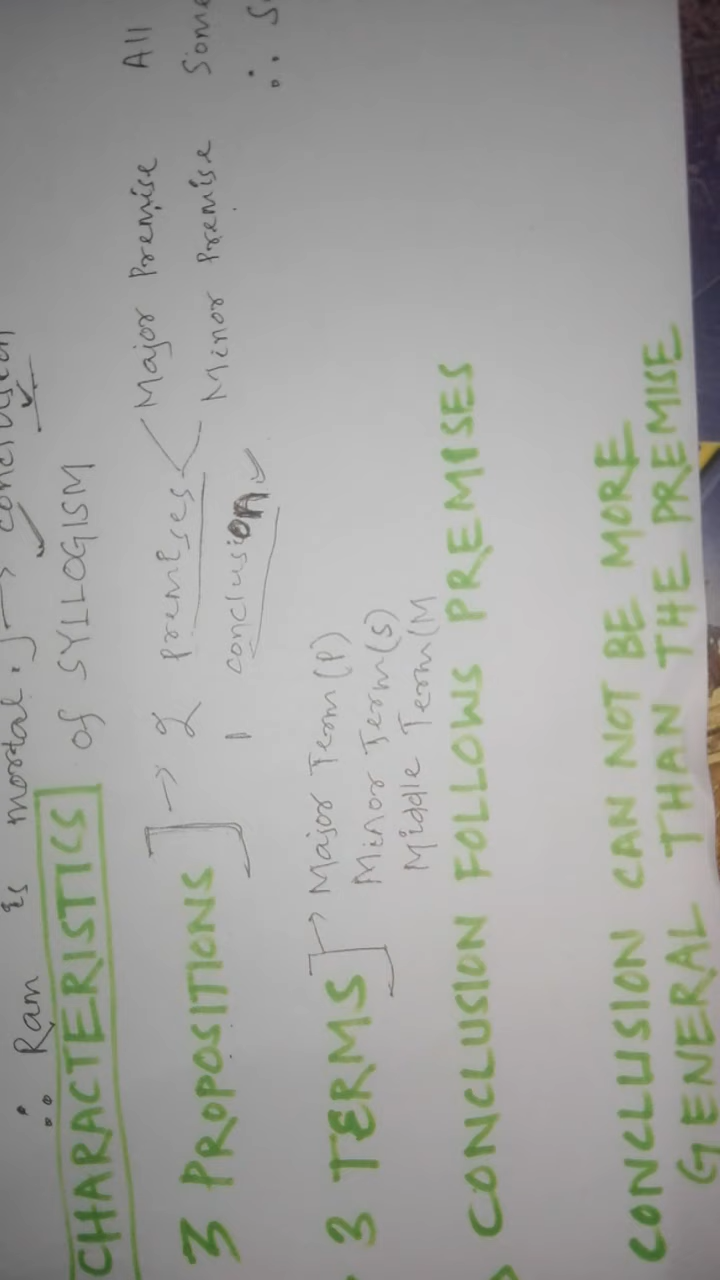 ∴ Ram is mortal. ] → conclusion
CHARACTERISTICS of SYLLOGISM
3 PROPOSITIONS ] → 2 premises < Major Premise All
Minor Premise Some
1 conclusion ∴
3 TERMS ] → Major Term (P)
Minor Term (S)
Middle Term (M
CONCLUSION FOLLOWS PREMISES
CONCLUSION CAN NOT BE MORE
GENERAL THAN THE PREMISE